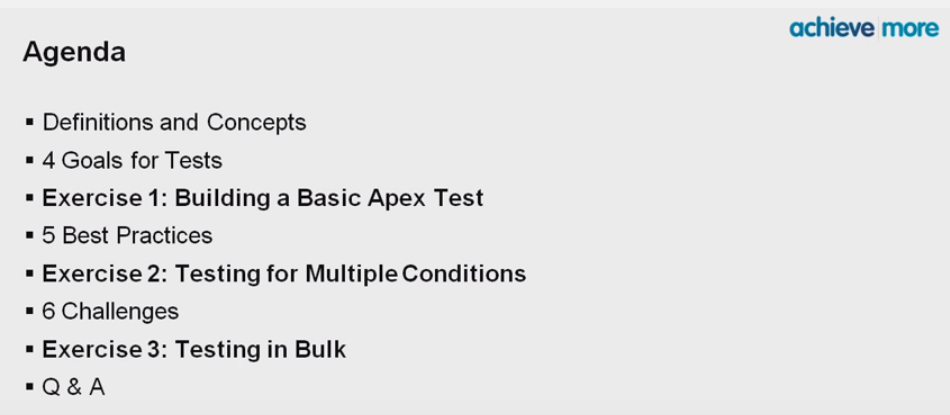 achieve more
Agenda
▪ Definitions and Concepts
▪ 4 Goals for Tests
▪ Exercise 1: Building a Basic Apex Test
▪ 5 Best Practices
▪ Exercise 2: Testing for Multiple Conditions
▪ 6 Challenges
▪ Exercise 3: Testing in Bulk
▪ Q & A